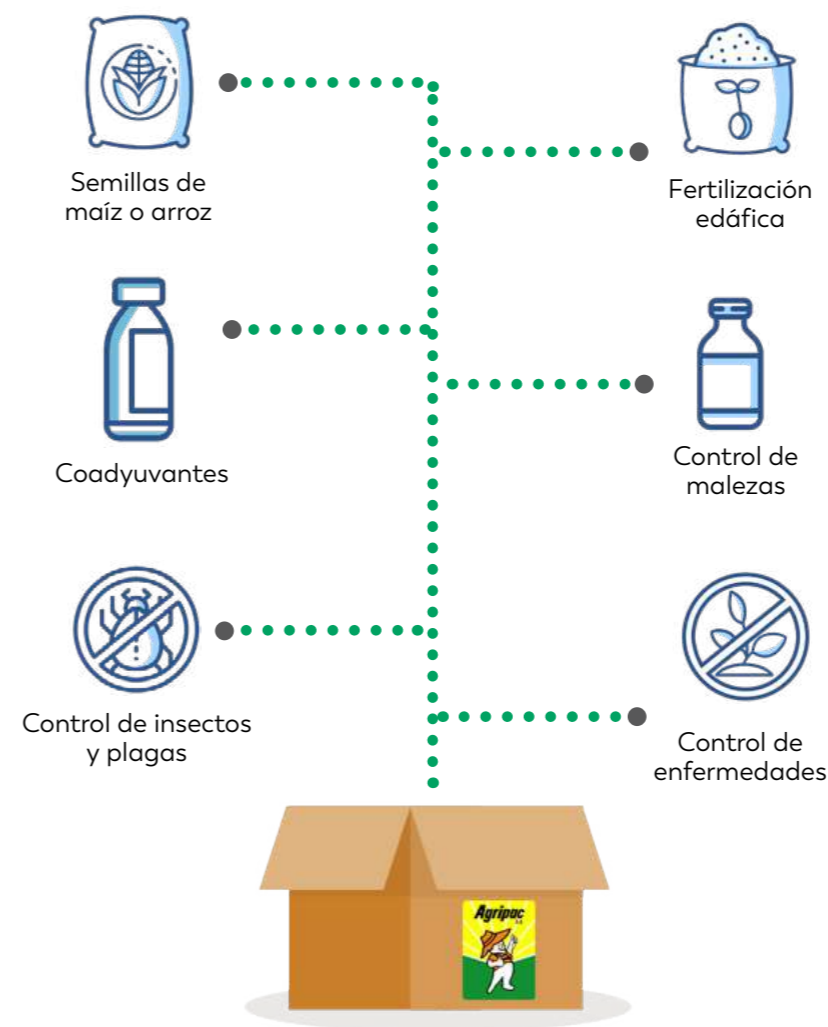 Semillas de
maíz o arroz
Fertilización
edáfica
Coadyuvantes
Control de
malezas
Control de insectos
y plagas
Control de
enfermedades
Agripac